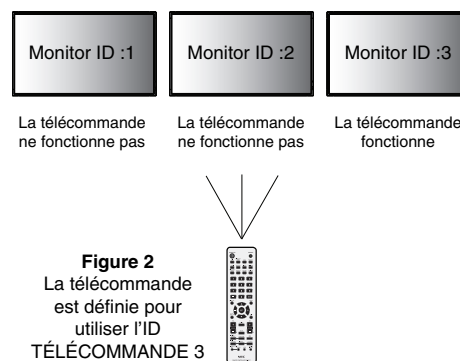 Monitor ID :1
Monitor ID :2
Monitor ID :3
La télécommande
ne fonctionne pas
La télécommande
ne fonctionne pas
La télécommande
fonctionne
Figure 2
La télécommande
est définie pour
utiliser l'ID
TÉLÉCOMMANDE 3